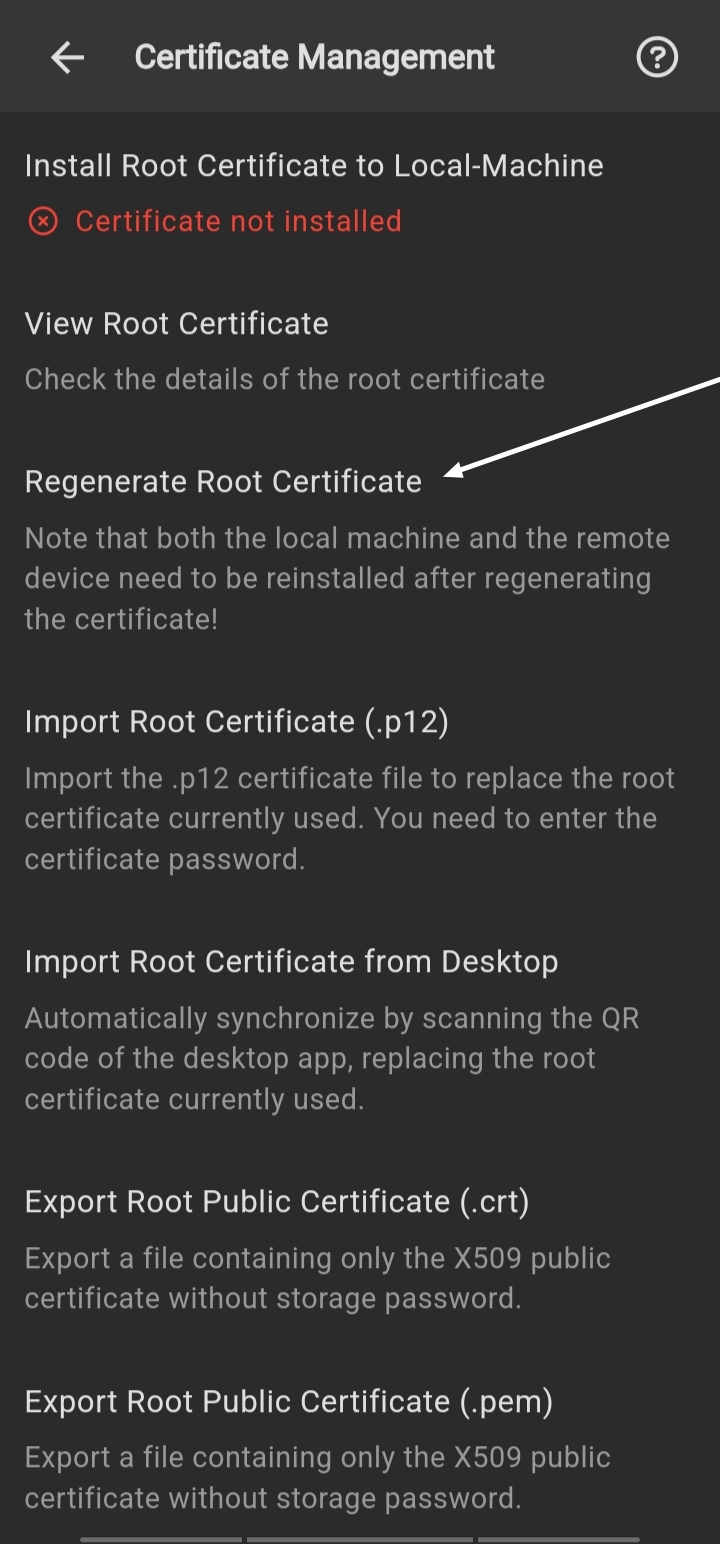 Certificate Management
Install Root Certificate to Local-Machine
Certificate not installed
View Root Certificate
Check the details of the root certificate
Regenerate Root Certificate
Note that both the local machine and the remote
device need to be reinstalled after regenerating
the certificate!
Import Root Certificate (.p12)
Import the .p12 certificate file to replace the root
certificate currently used. You need to enter the
certificate password.
Import Root Certificate from Desktop
Automatically synchronize by scanning the QR
code of the desktop app, replacing the root
certificate currently used.
Export Root Public Certificate (.crt)
Export a file containing only the X509 public
certificate without storage password.
Export Root Public Certificate (.pem)
Export a file containing only the X509 public
certificate without storage password.